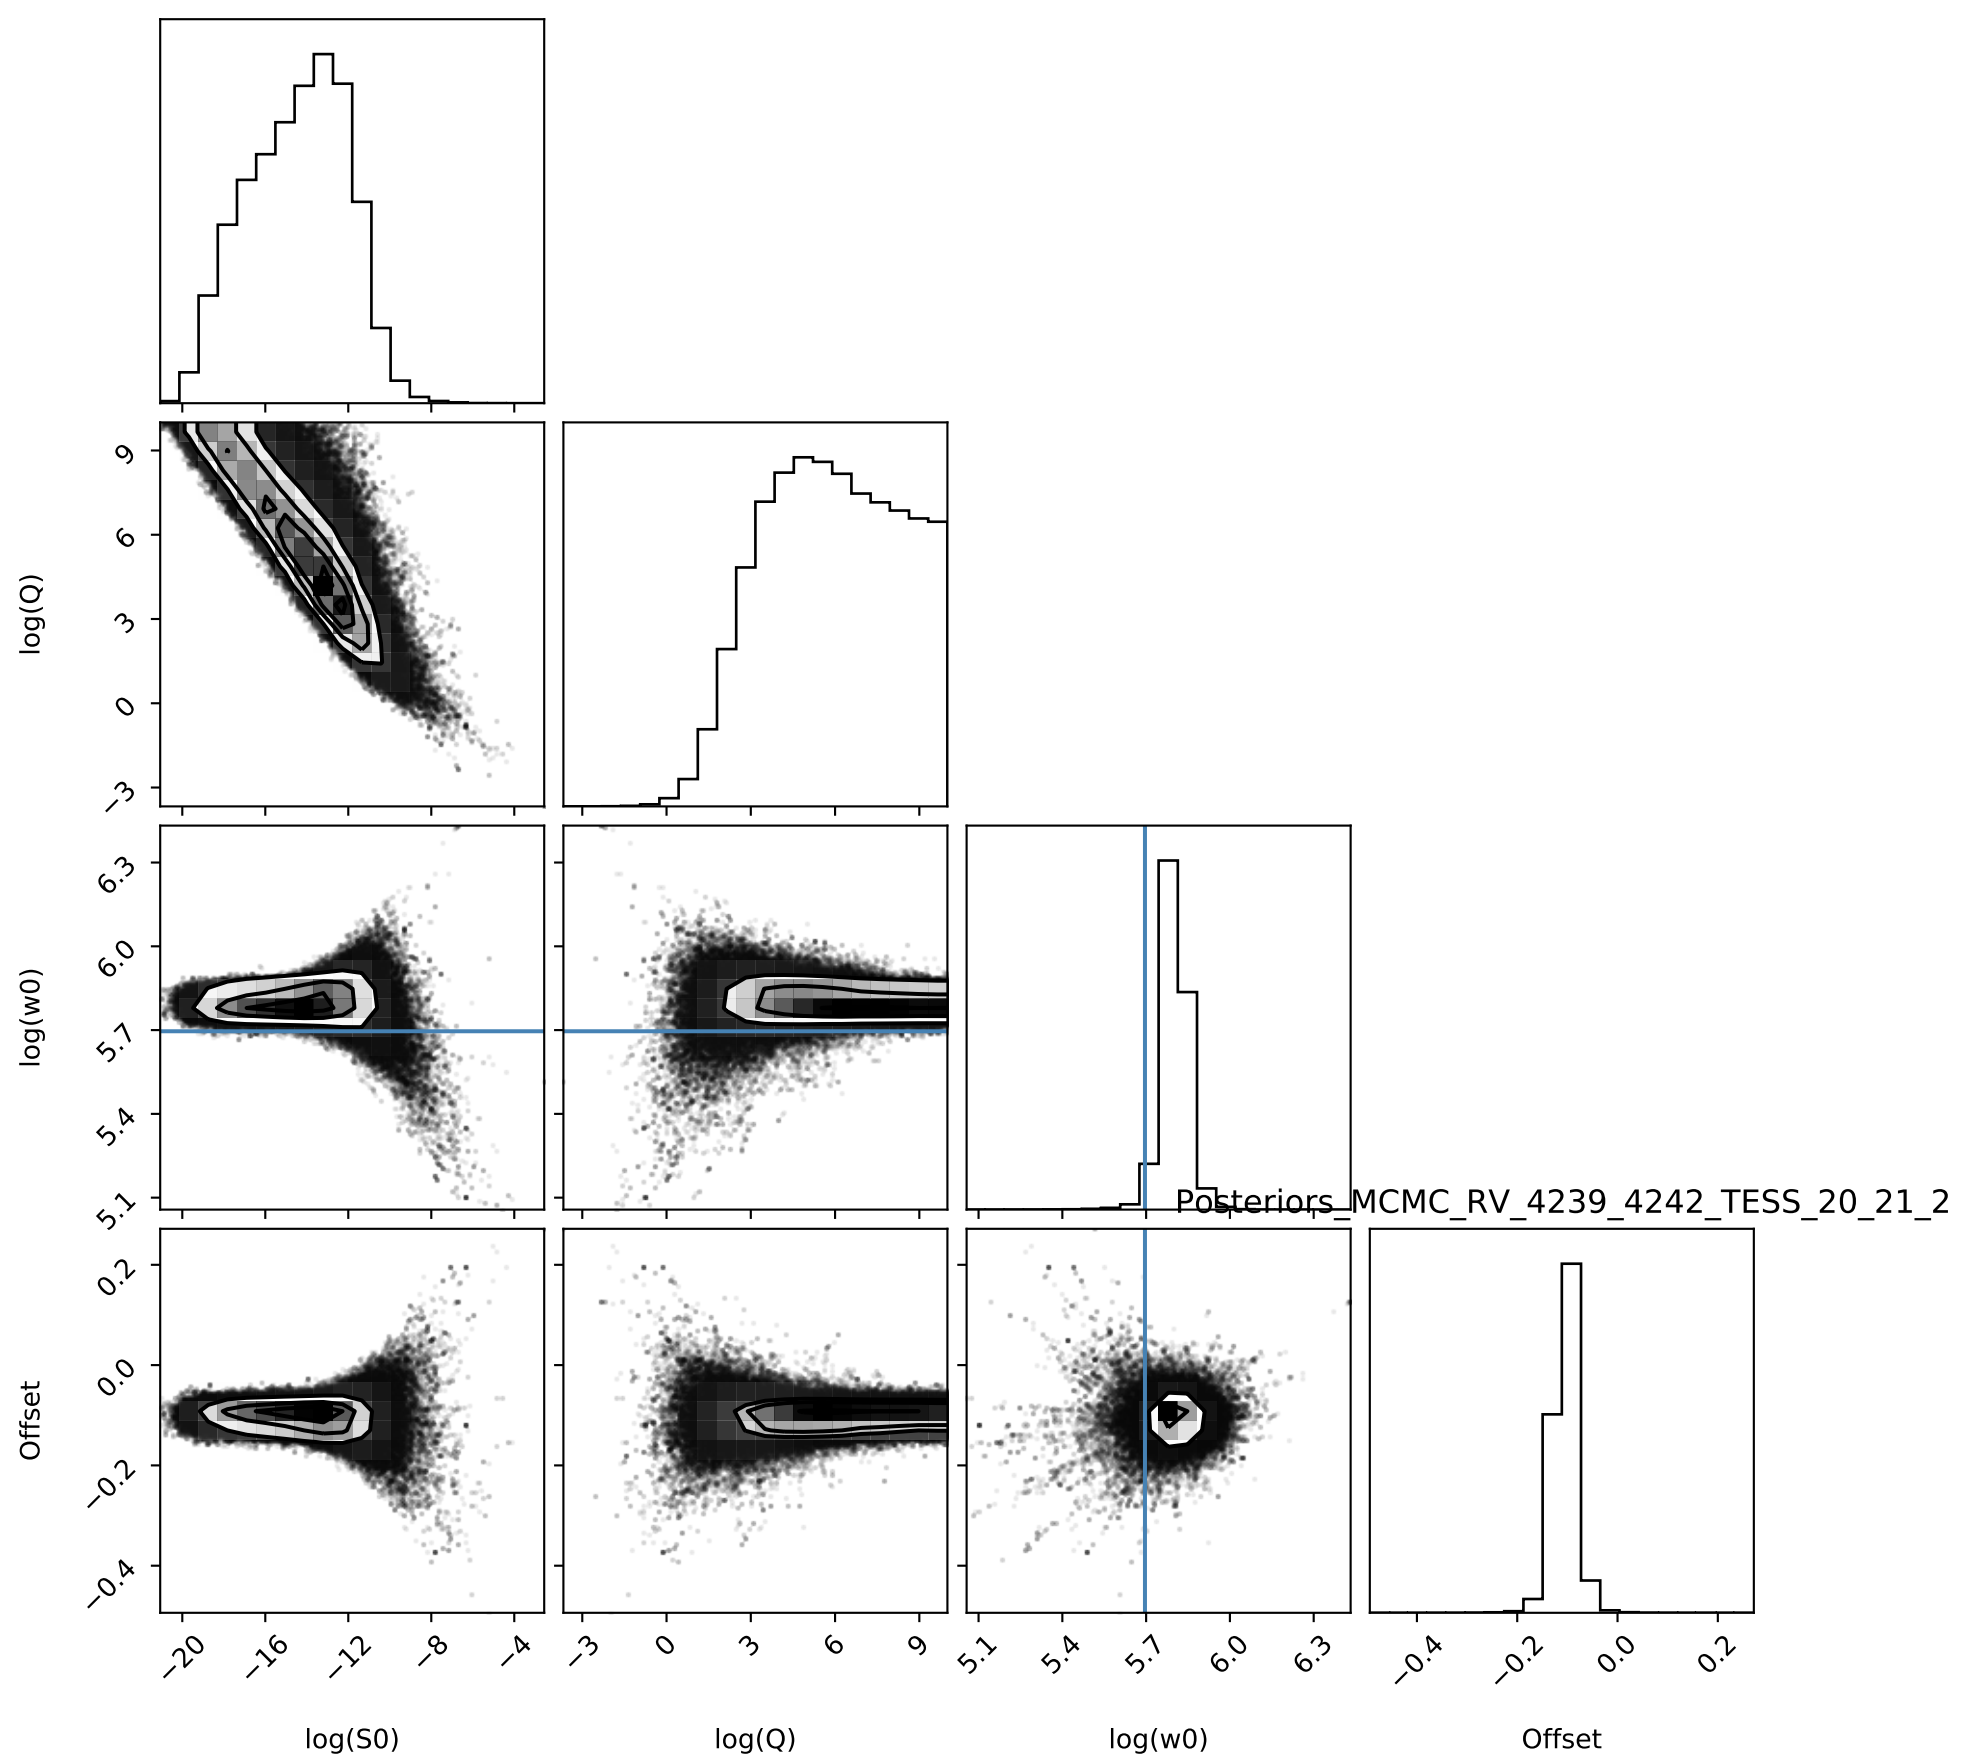 9
6
3
0
−3
log(Q)
6.3
6.0
5.7
5.4
5.1
log(w0)
Posteriors_MCMC_RV_4239_4242_TESS_20_21_2
0.2
0.0
−0.2
−0.4
Offset
−20 −16 −12 −8 −4
−3 0 3 6 9
5.1 5.4 5.7 6.0 6.3
−0.4 −0.2 0.0 0.2
log(S0)
log(Q)
log(w0)
Offset